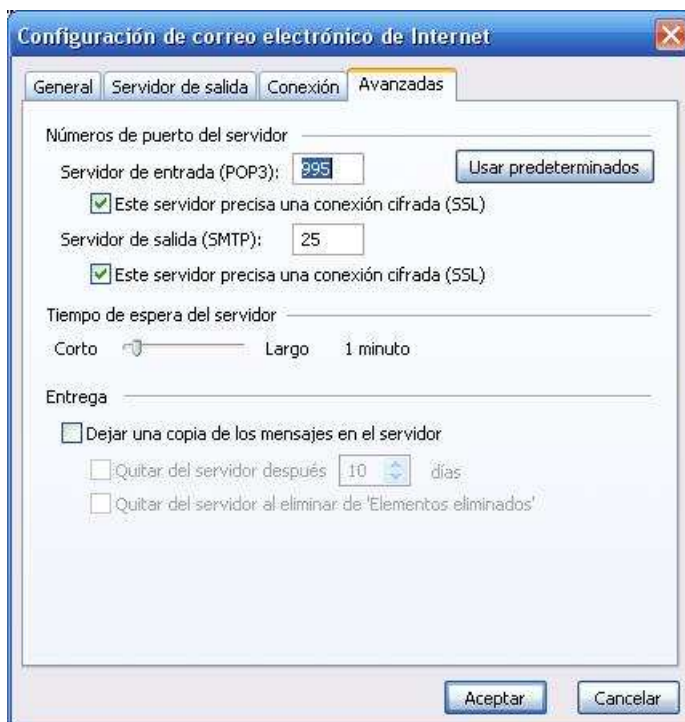 Configuración de correo electrónico de Internet
General Servidor de salida Conexión Avanzadas
Números de puerto del servidor
Servidor de entrada (POP3): 995 Usar predeterminados
Este servidor precisa una conexión cifrada (SSL)
Servidor de salida (SMTP): 25
Este servidor precisa una conexión cifrada (SSL)
Tiempo de espera del servidor
Corto Largo 1 minuto
Entrega
Dejar una copia de los mensajes en el servidor
Quitar del servidor después 10 días
Quitar del servidor al eliminar de 'Elementos eliminados'
Aceptar Cancelar